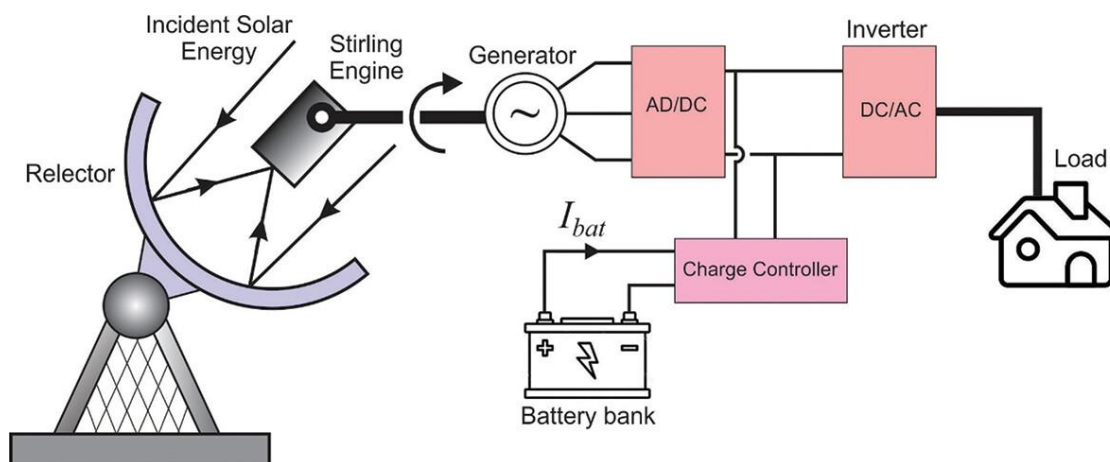 Incident Solar
Energy
Stirling
Engine
Generator
Inverter
AD/DC
DC/AC
Relector
Load
I_bat
Charge Controller
Battery bank